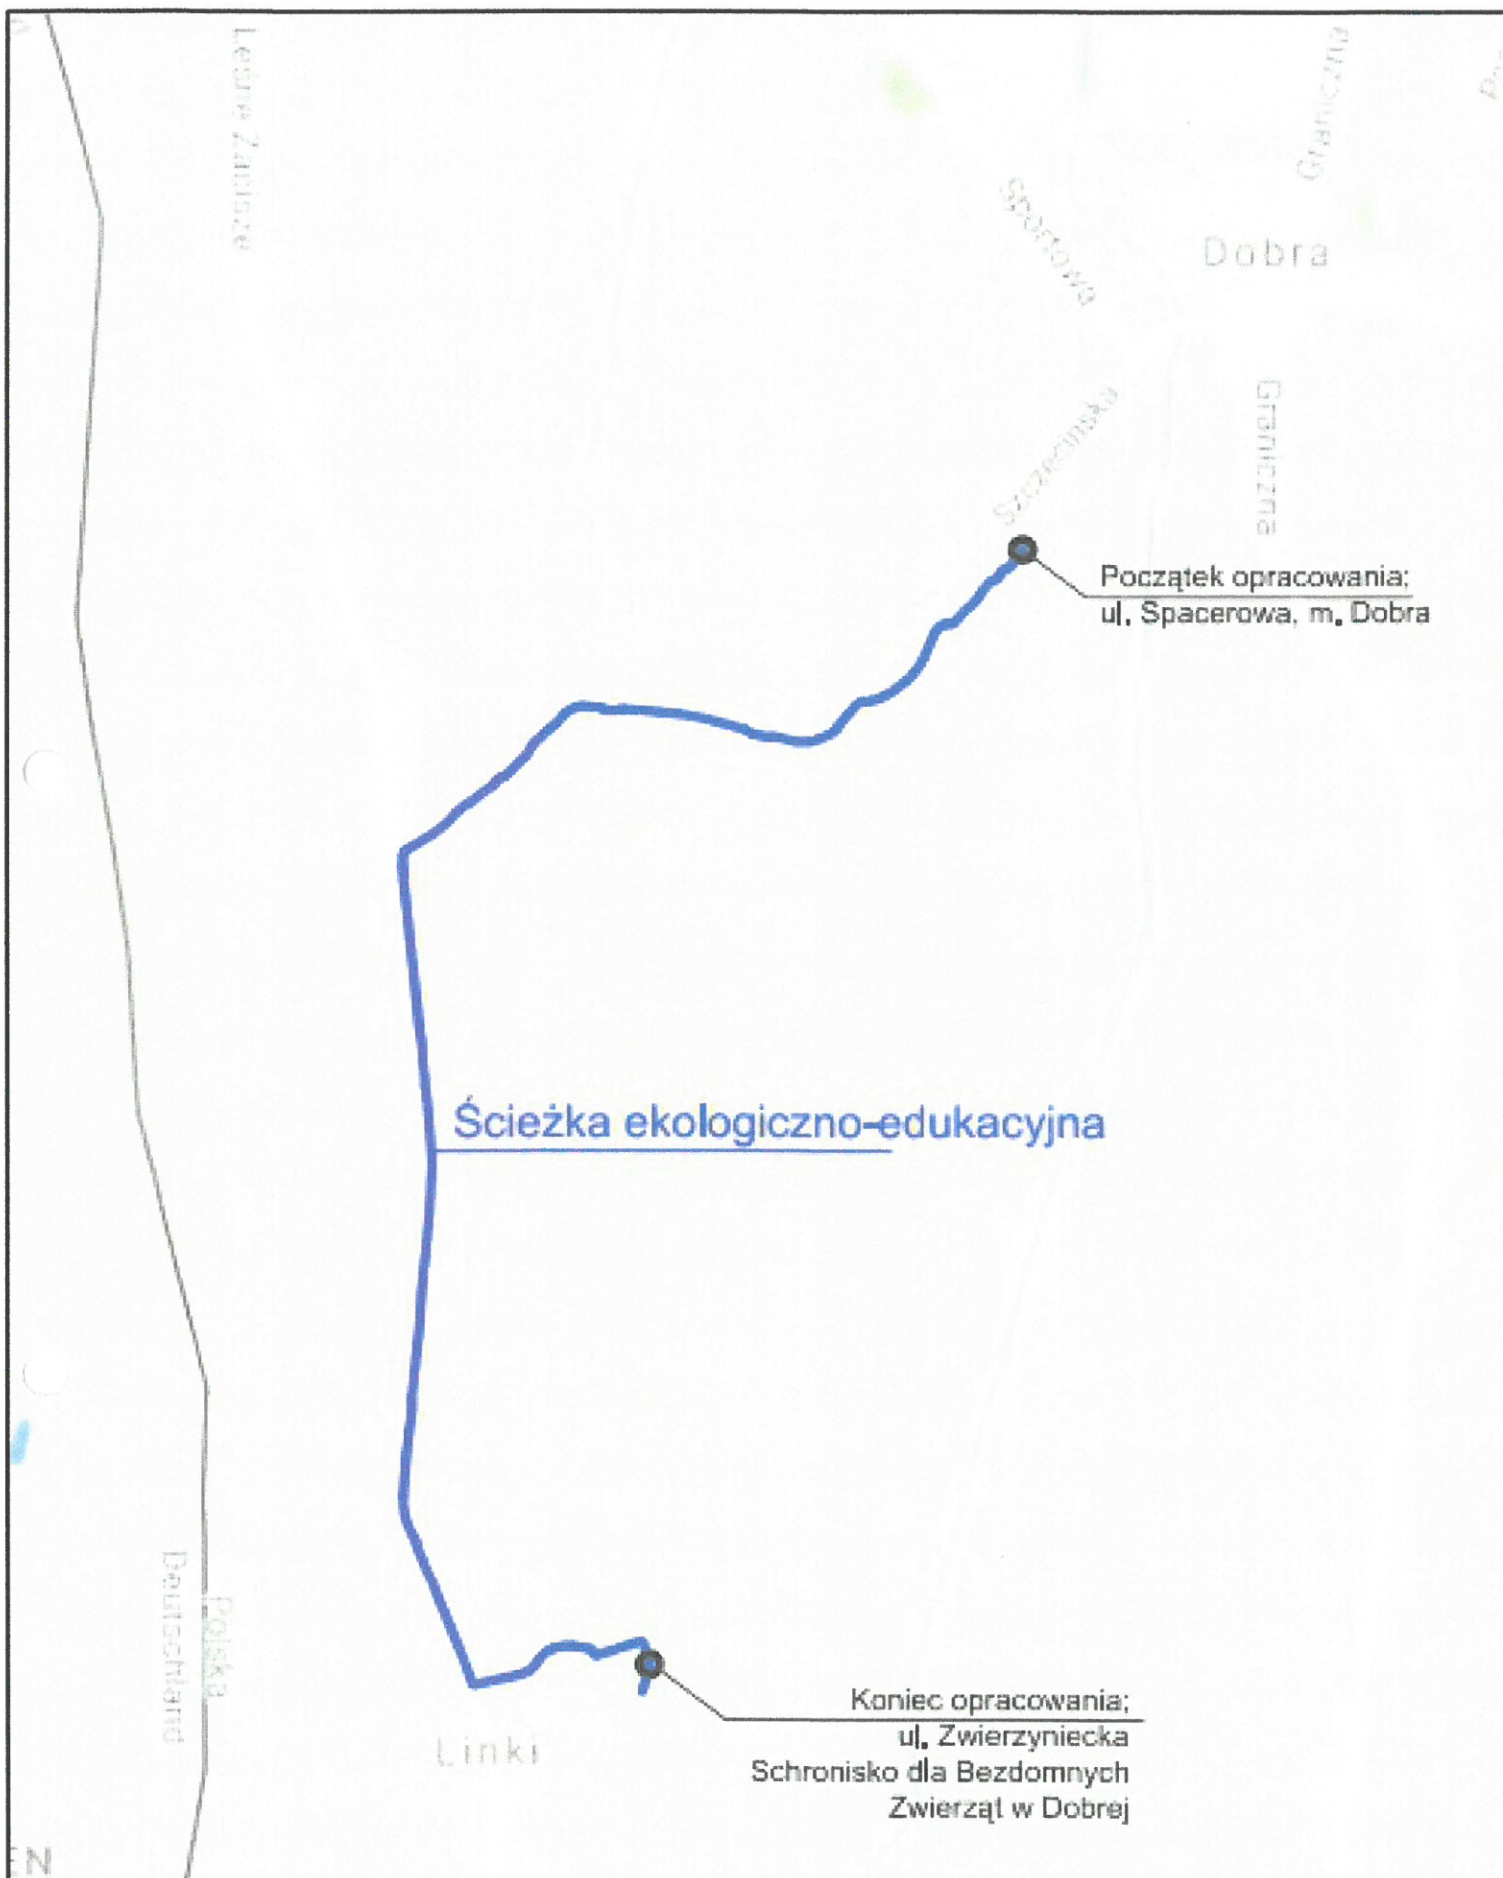 Leśne Zacisze
Graniczna
Sportowa
Dobra
Szczecińska
Graniczna
Początek opracowania;
ul. Spacerowa, m. Dobra
Ścieżka ekologiczno-edukacyjna
Polska
Deutschland
Linki
Koniec opracowania;
ul. Zwierzyniecka
Schronisko dla Bezdomnych
Zwierząt w Dobrej
EN